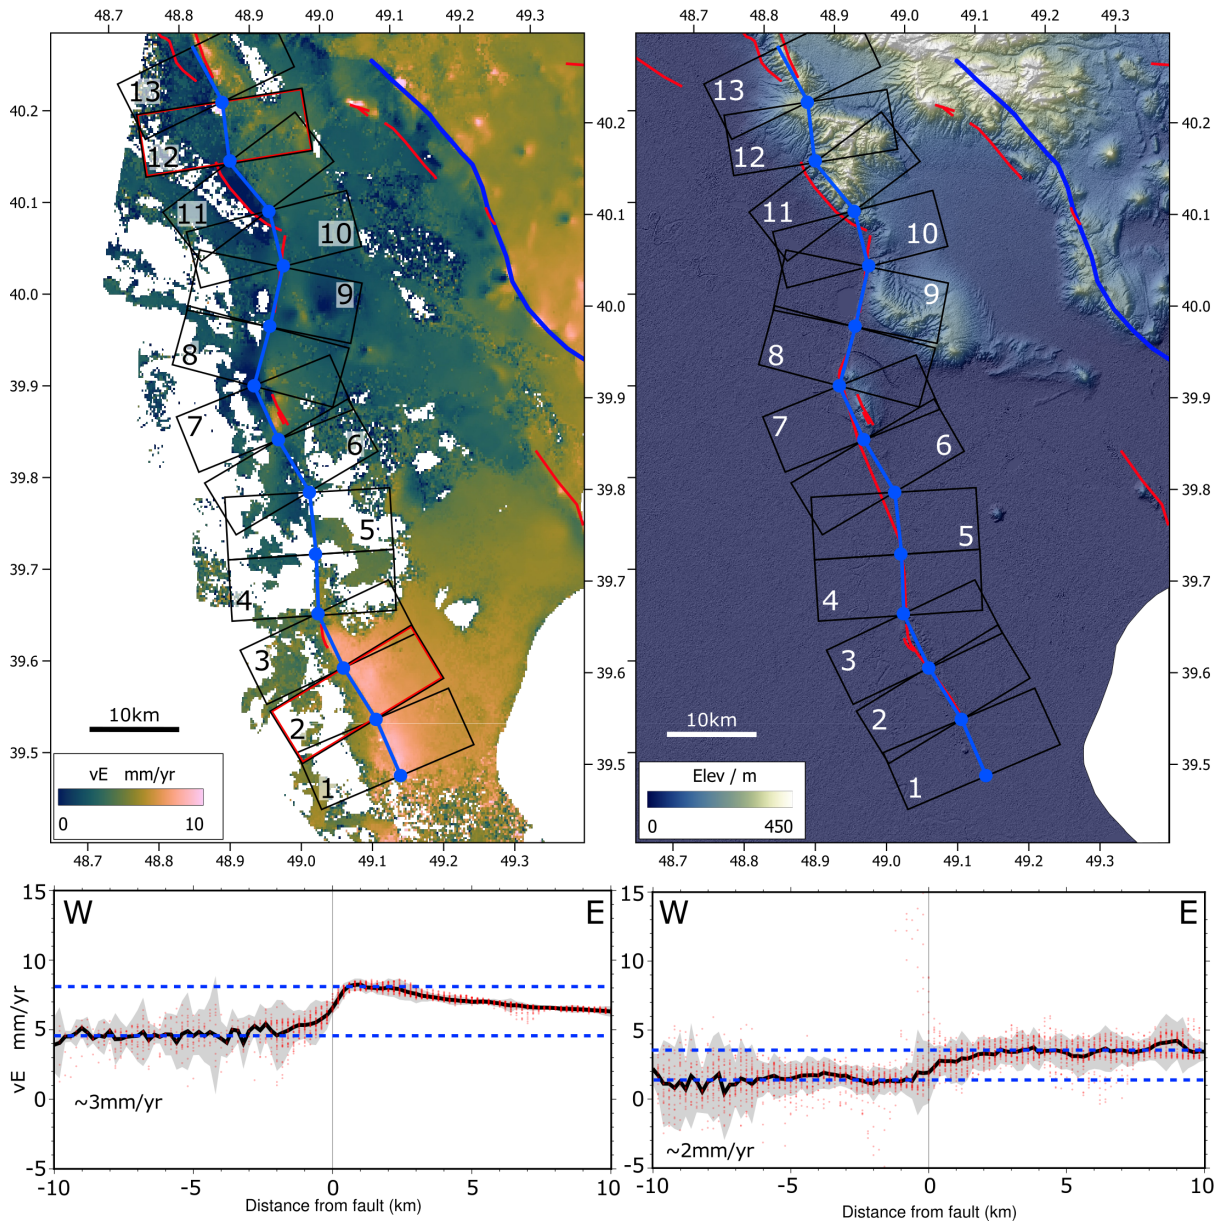 48.8 49.0 49.2
48.7 48.9 49.1 49.3
48.8 49.0 49.2
48.7 48.9 49.1 49.3
13
12
11
10
9
8
7
6
5
4
3
2
1
40.2
40.1
40.0
39.9
39.8
39.7
39.6
39.5
10km
vE mm/yr
0 10
48.7 48.9 49.1 49.3
48.8 49.0 49.2
13
12
11
10
9
8
7
6
5
4
3
2
1
40.2
40.1
40.0
39.9
39.8
39.7
39.6
39.5
10km
Elev / m
0 450
48.7 48.9 49.1 49.3
48.8 49.0 49.2
15
10
5
0
-5
vE mm/yr
W E
~3mm/yr
-10 -5 0 5 10
Distance from fault (km)
15
10
5
0
-5
W E
~2mm/yr
-10 -5 0 5 10
Distance from fault (km)